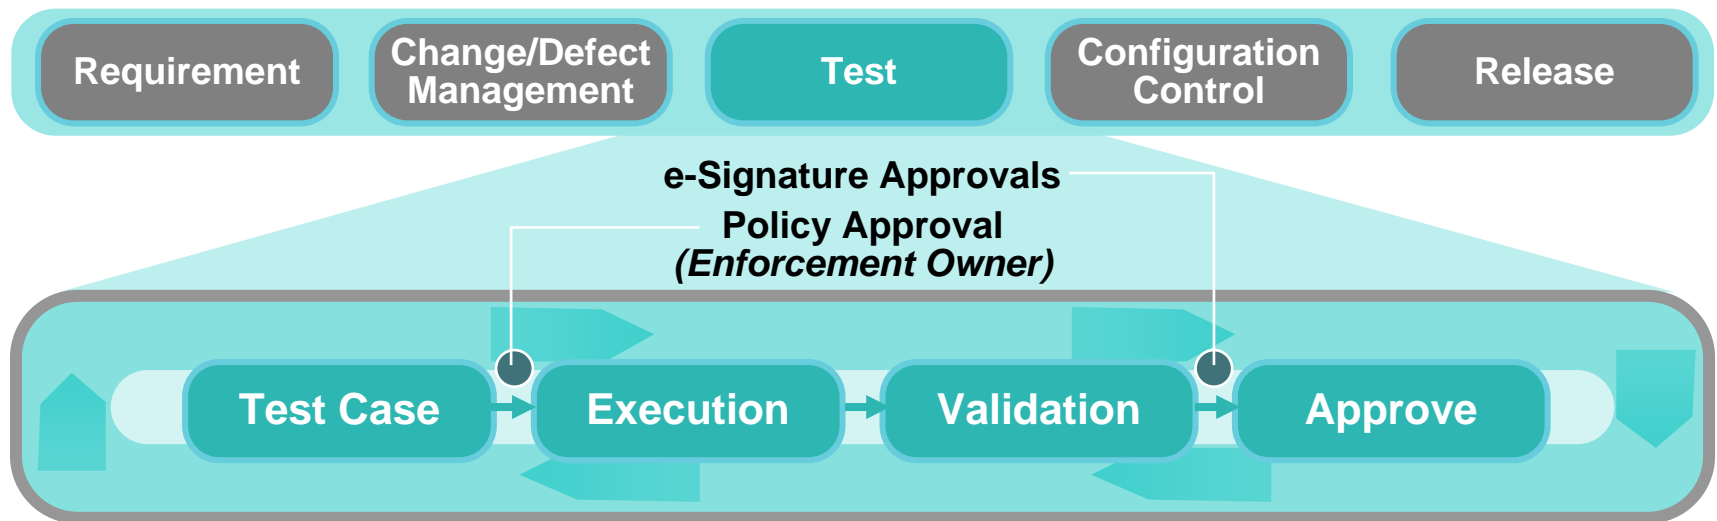 Requirement
Change/Defect
Management
Test
Configuration
Control
Release
e-Signature Approvals
Policy Approval
(Enforcement Owner)
Test Case
Execution
Validation
Approve